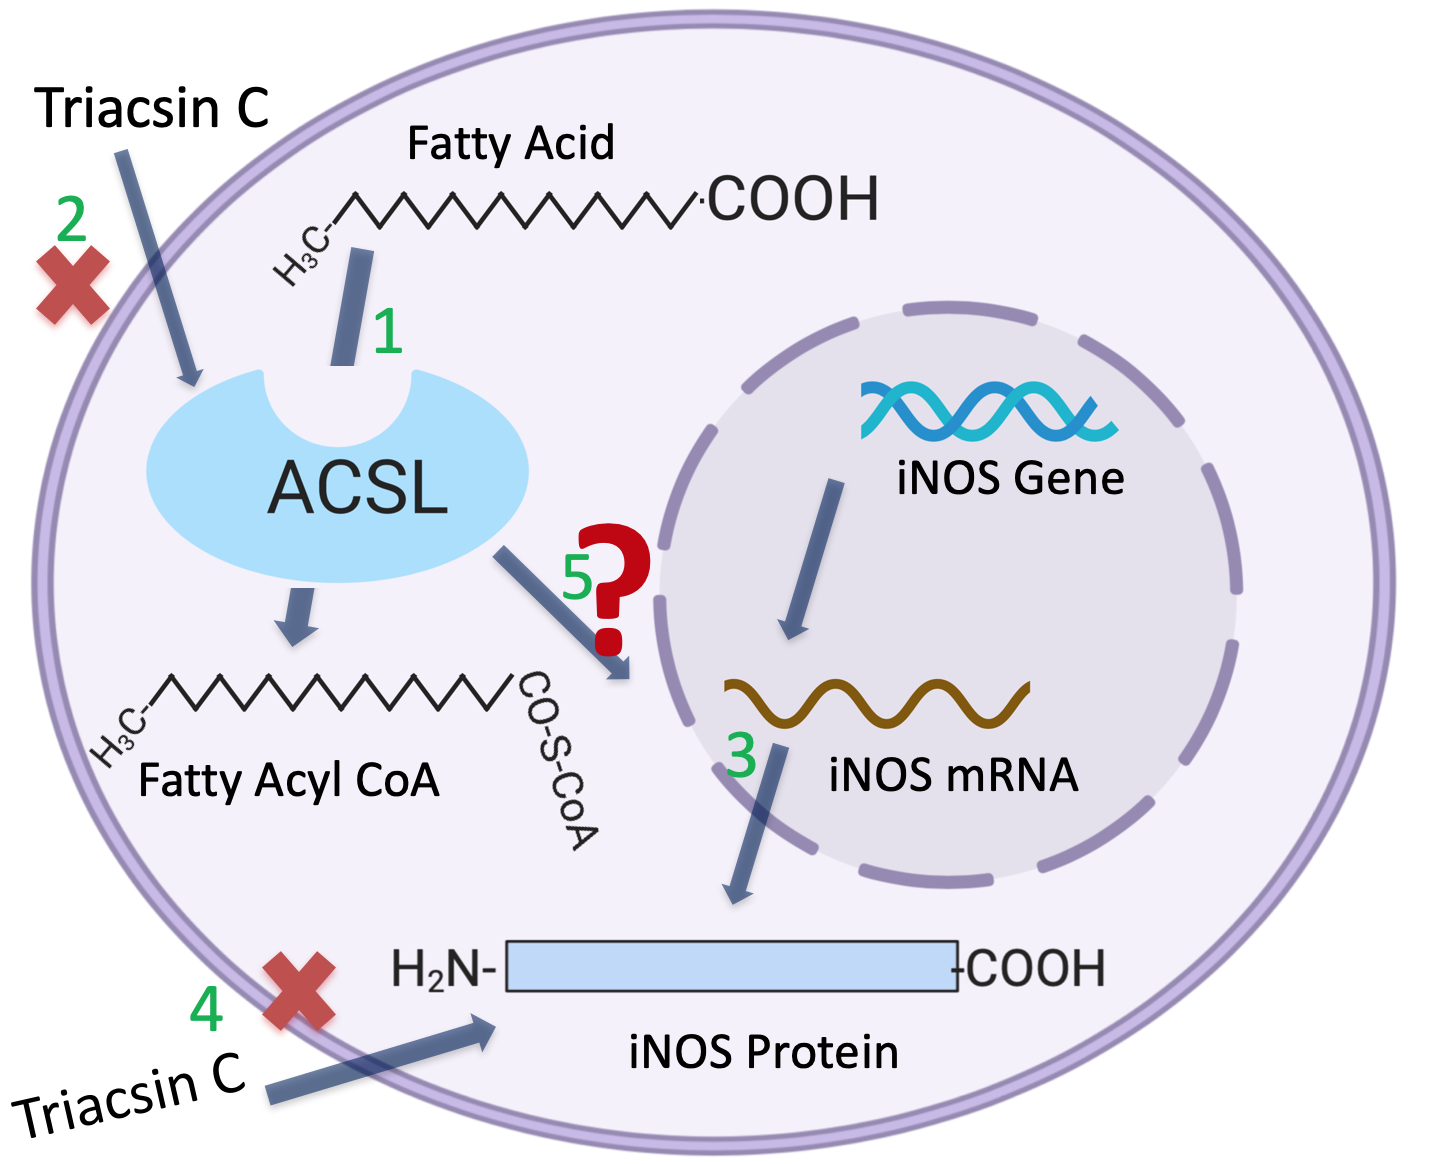 Triacsin C
Fatty Acid
H₃C-
-COOH
2
1
ACSL
iNOS Gene
5
?
H₃C-
CO-S-CoA
Fatty Acyl CoA
3
iNOS mRNA
H₂N-
-COOH
4
iNOS Protein
Triacsin C